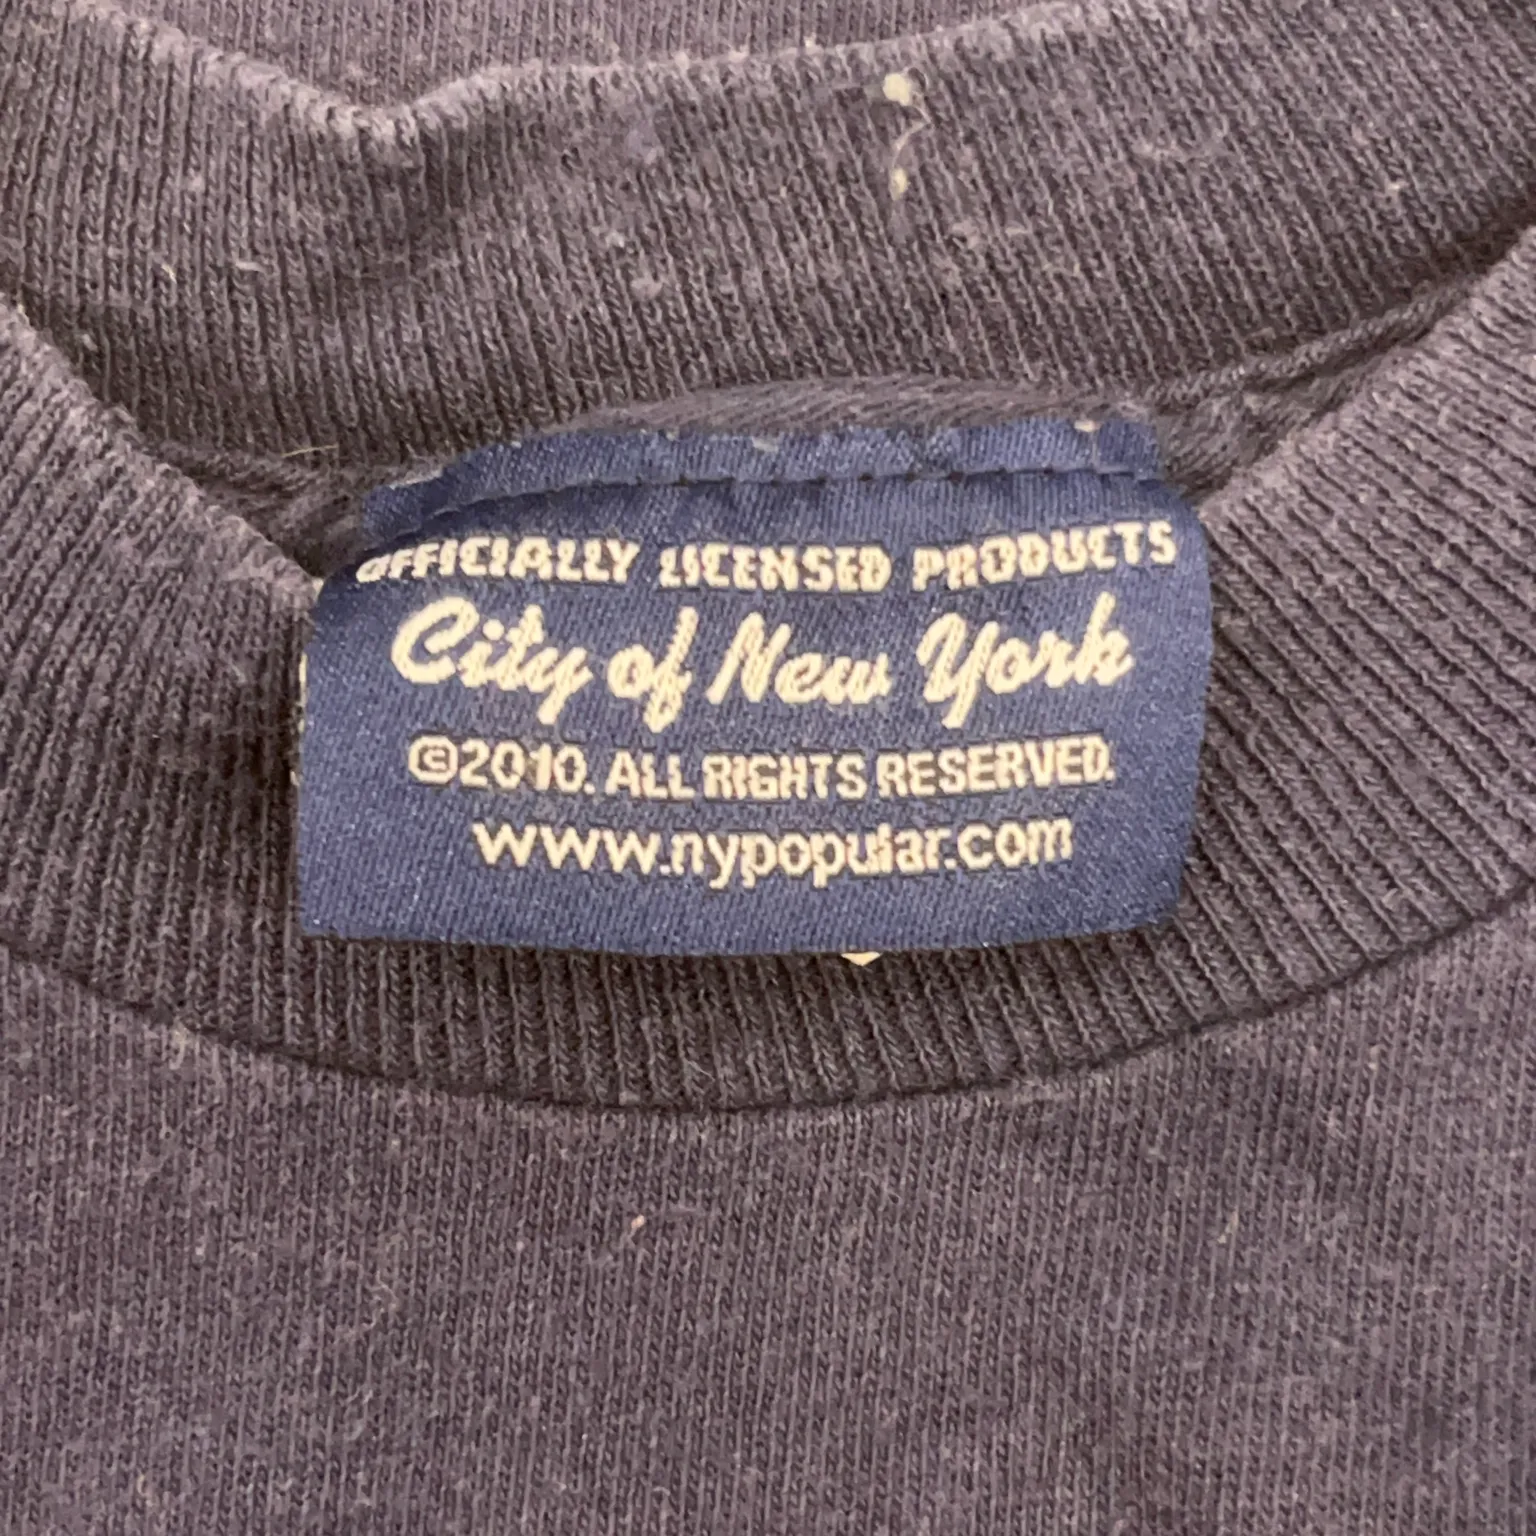 OFFICIALLY LICENSED PRODUCTS
City of New York
©2010. ALL RIGHTS RESERVED.
www.nypopular.com